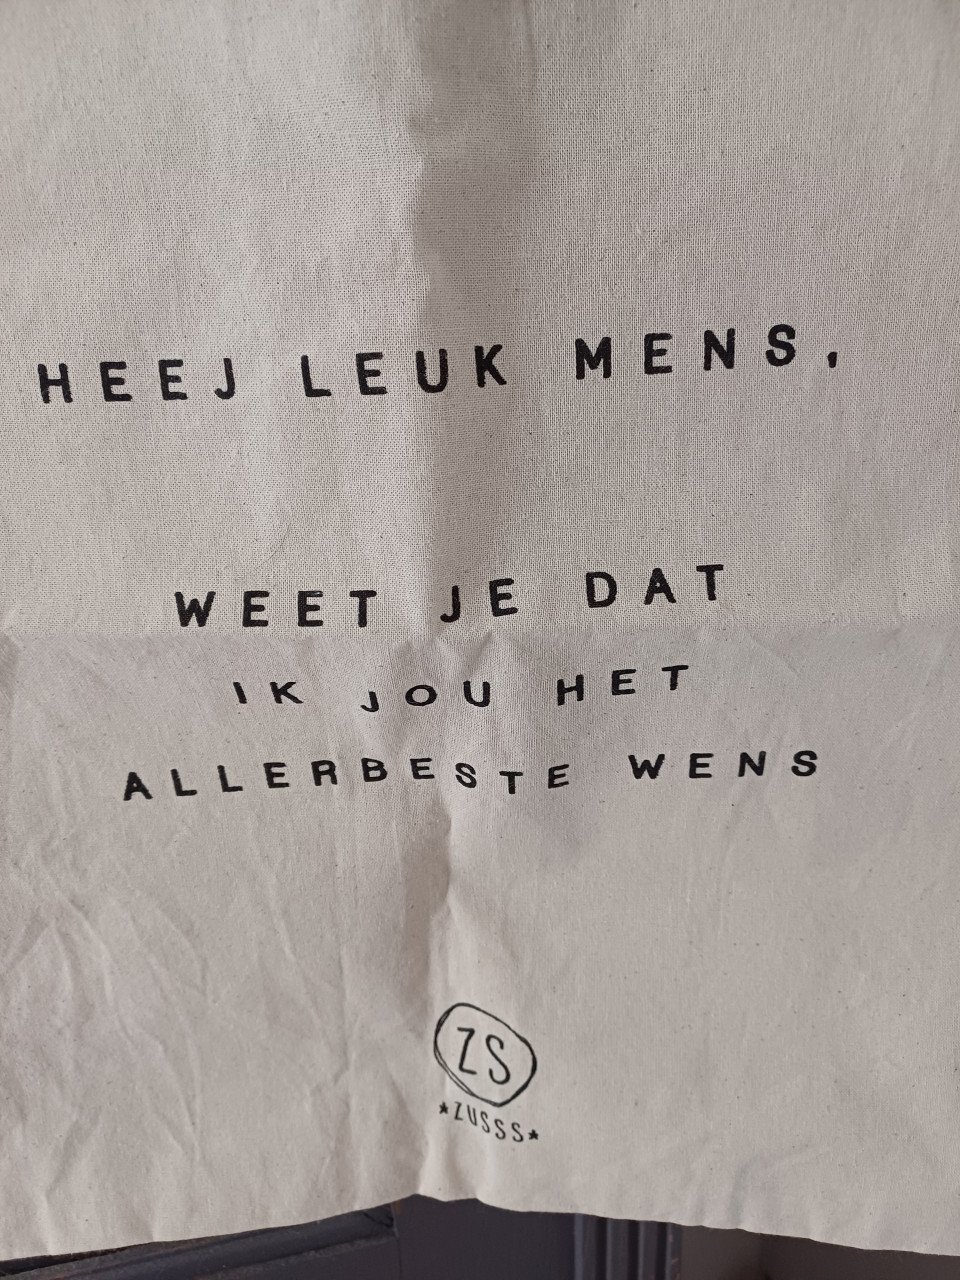 HEEJ LEUK MENS,
WEET JE DAT
IK JOU HET
ALLERBESTE WENS
ZS
*ZUSSS*